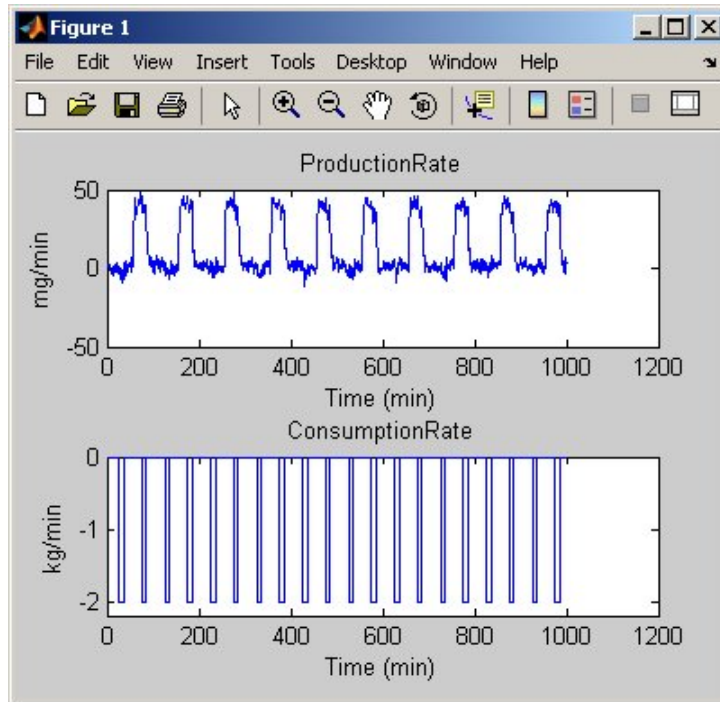 Figure 1
File Edit View Insert Tools Desktop Window Help
ProductionRate
50
0
-50
mg/min
0 200 400 600 800 1000 1200
Time (min)
ConsumptionRate
0
-1
-2
kg/min
0 200 400 600 800 1000 1200
Time (min)